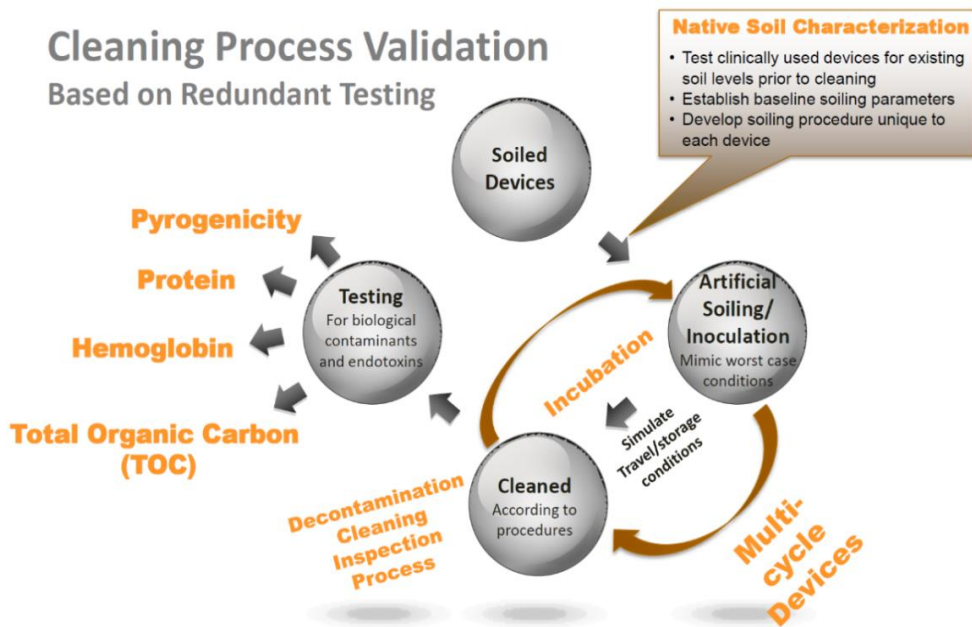 Cleaning Process Validation
Based on Redundant Testing
Native Soil Characterization
• Test clinically used devices for existing
soil levels prior to cleaning
• Establish baseline soiling parameters
• Develop soiling procedure unique to
each device
Soiled
Devices
Artificial
Soiling/
Inoculation
Mimic worst case
conditions
Incubation
Simulate
Travel/storage
conditions
Multi-
cycle
Devices
Cleaned
According to
procedures
Decontamination
Cleaning
Inspection
Process
Testing
For biological
contaminants
and endotoxins
Pyrogenicity
Protein
Hemoglobin
Total Organic Carbon
(TOC)